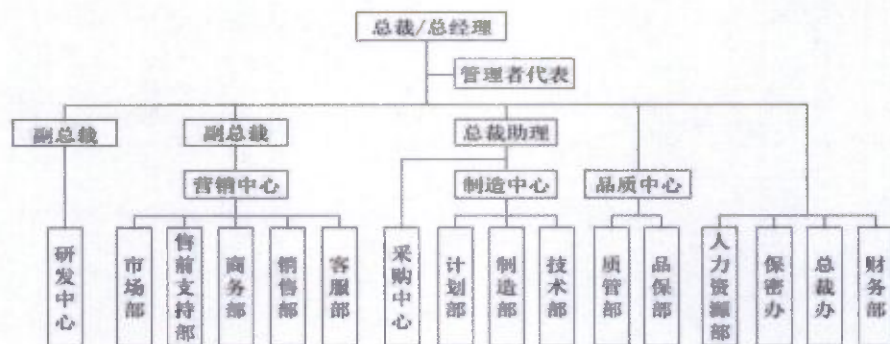 总裁/总经理
管理者代表
副总裁
副总裁
总裁助理
营销中心
制造中心
品质中心
研发中心
市场部
售前支持部
商务部
销售部
客服部
采购中心
计划部
制造部
技术部
质管部
品保部
人力资源部
保密办
总裁办
财务部